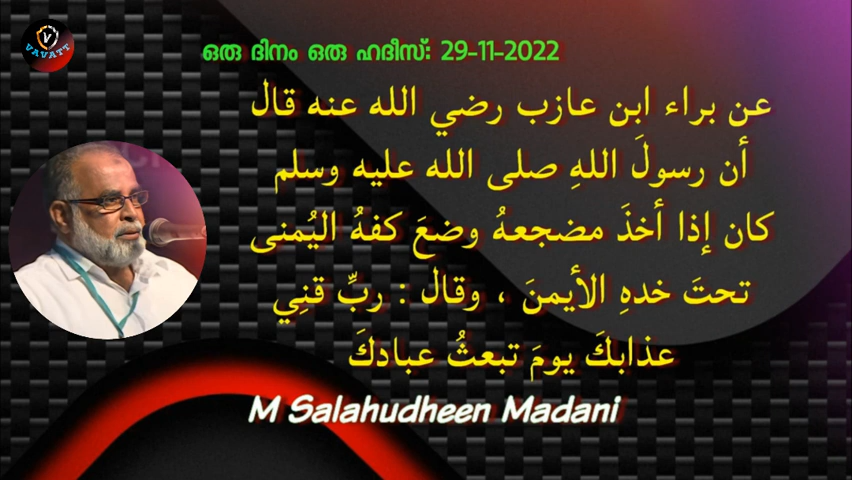 VAVATT
ഒരു ദിനം ഒരു ഹദീസ്: 29-11-2022
عن براء ابن عازب رضي الله عنه قال
أن رسولَ اللهِ صلى الله عليه وسلم
كان إذا أخذَ مضجعهُ وضعَ كفهُ اليُمنى
تحتَ خدهِ الأيمنَ ، وقال : ربِّ قنِي
عذابكَ يومَ تبعثُ عبادكَ
M Salahudheen Madani